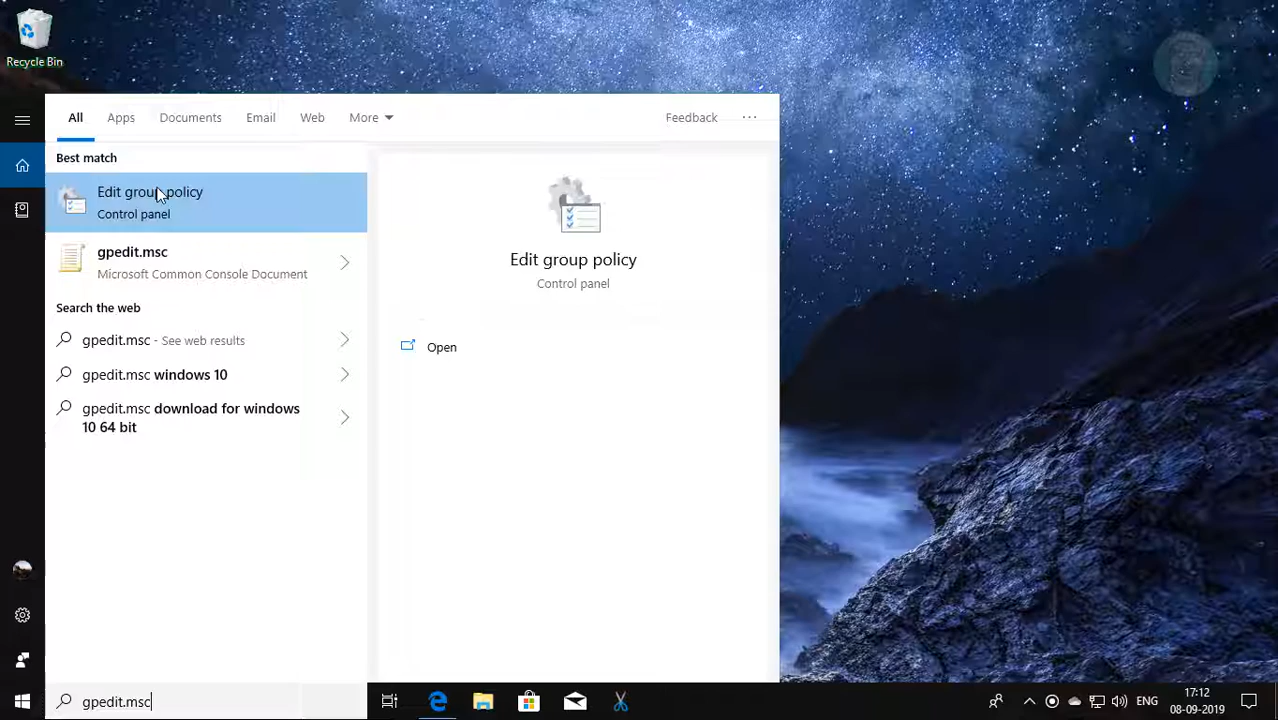 Recycle Bin
All Apps Documents Email Web More Feedback ...
Best match
Edit group policy
Control panel
gpedit.msc
Microsoft Common Console Document
Search the web
gpedit.msc - See web results
gpedit.msc windows 10
gpedit.msc download for windows
10 64 bit
Edit group policy
Control panel
Open
gpedit.msc
ENG
17:12
08-09-2019